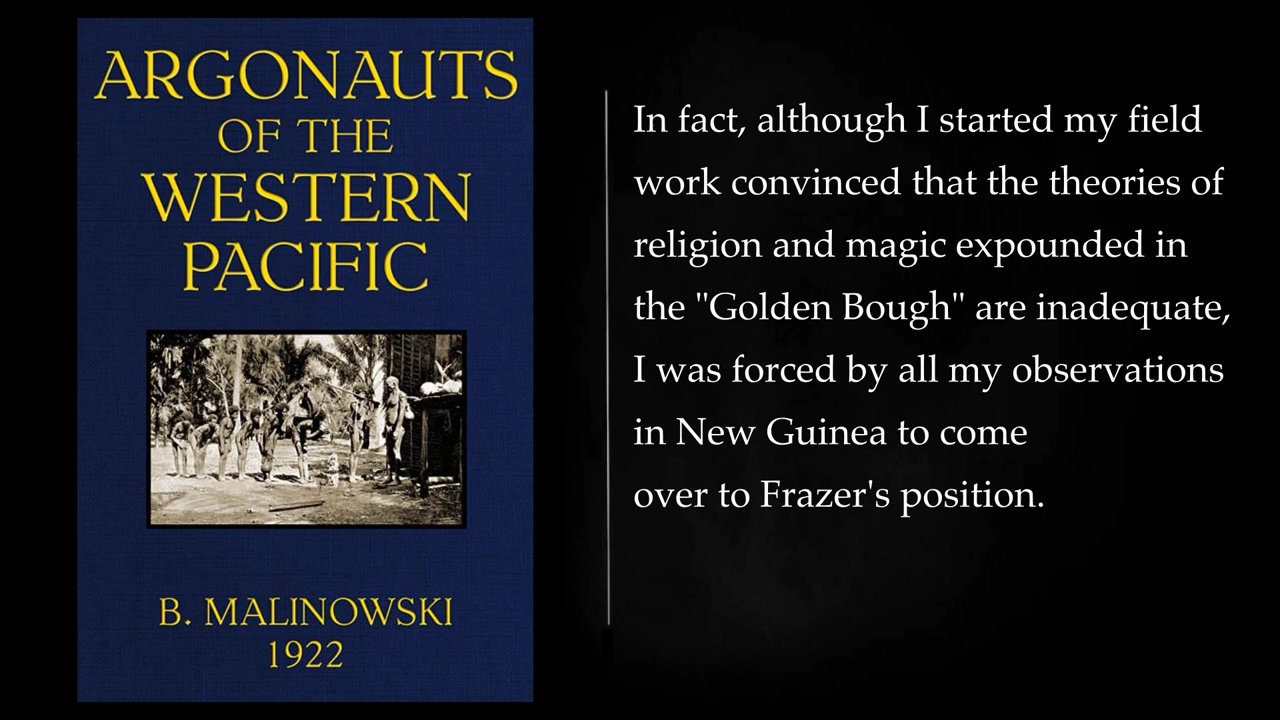 ARGONAUTS
OF THE
WESTERN
PACIFIC
B. MALINOWSKI
1922
In fact, although I started my field
work convinced that the theories of
religion and magic expounded in
the "Golden Bough" are inadequate,
I was forced by all my observations
in New Guinea to come
over to Frazer's position.